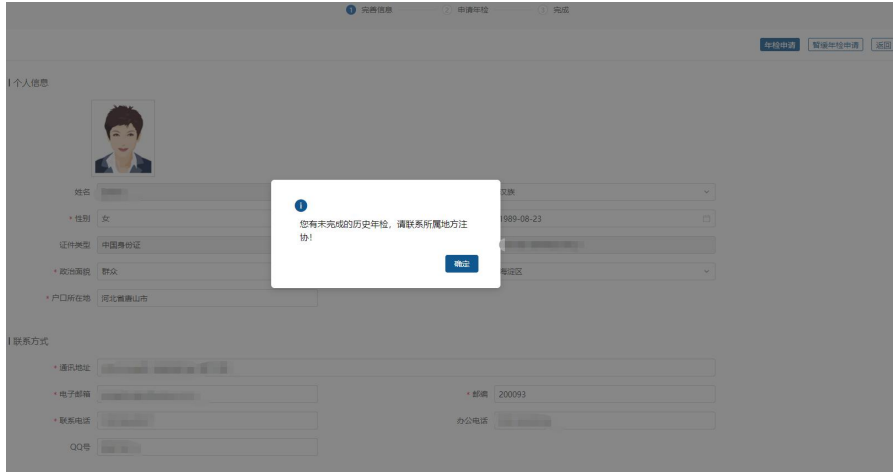 1 完善信息 2 申请年检 3 完成
年检申请 暂缓年检申请 返回
个人信息
姓名 汉族
* 性别 女 1989-08-23
证件类型 中国身份证
* 政治面貌 群众 海淀区
* 户口所在地 河北省唐山市
您有未完成的历史年检，请联系所属地方注
协！
确定
联系方式
* 通讯地址
* 电子邮箱 * 邮编 200093
* 联系电话 办公电话
QQ号